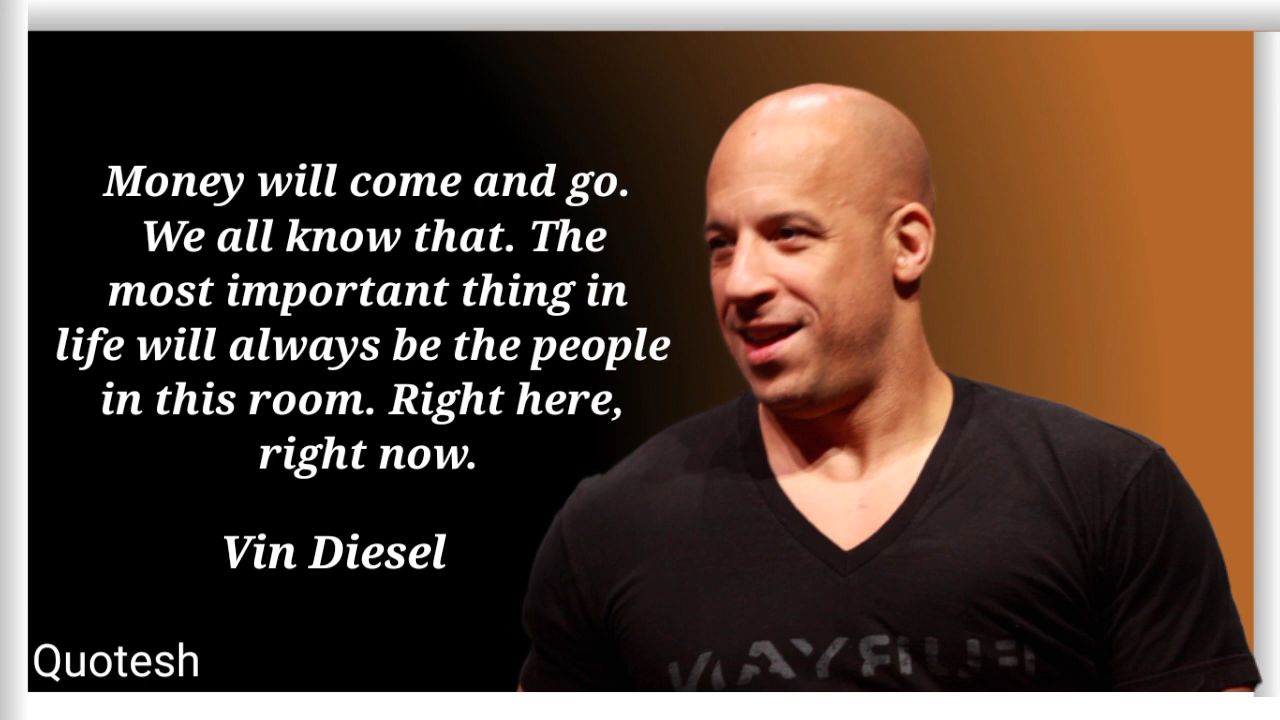 Money will come and go.
We all know that. The
most important thing in
life will always be the people
in this room. Right here,
right now.
Vin Diesel
Quotesh